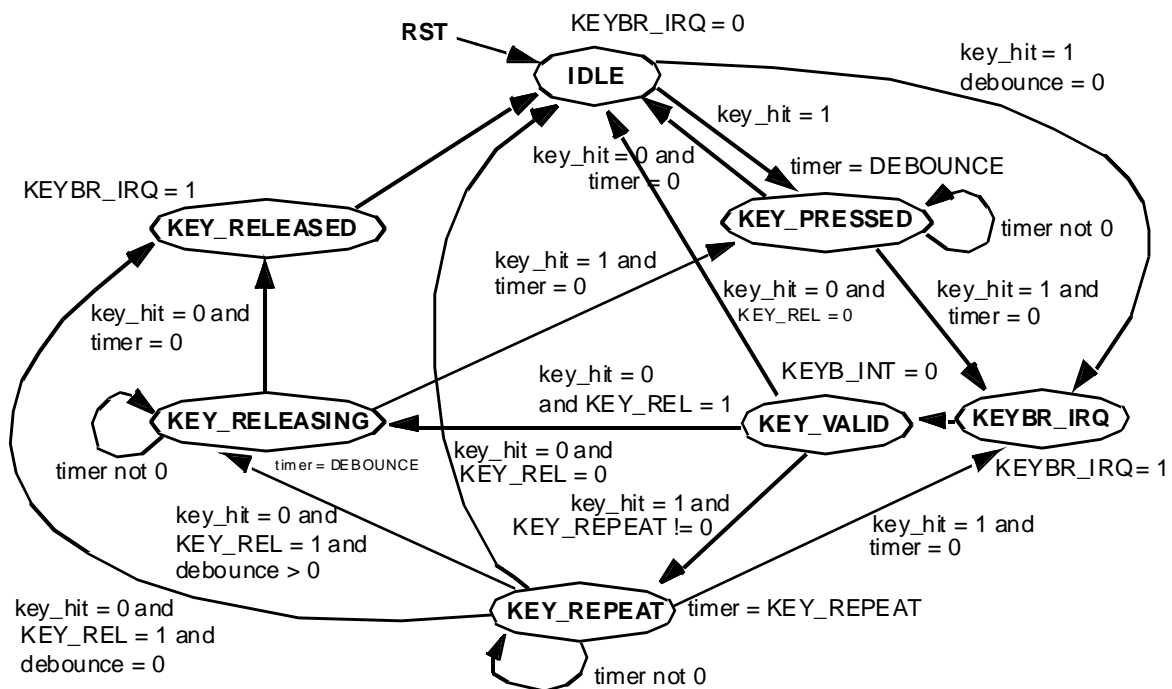 KEYBR_IRQ = 0
RST
IDLE
key_hit = 1
debounce = 0
key_hit = 1
key_hit = 0 and
timer = 0
timer = DEBOUNCE
KEYBR_IRQ = 1
KEY_RELEASED
KEY_PRESSED
timer not 0
key_hit = 1 and
timer = 0
key_hit = 0 and
KEY_REL = 0
key_hit = 1 and
timer = 0
key_hit = 0 and
timer = 0
key_hit = 0
and KEY_REL = 1
KEYB_INT = 0
KEY_RELEASING
KEY_VALID
KEYBR_IRQ
timer not 0
timer = DEBOUNCE
key_hit = 0 and
KEY_REL = 0
KEYBR_IRQ = 1
key_hit = 0 and
KEY_REL = 1 and
debounce > 0
key_hit = 1 and
KEY_REPEAT != 0
key_hit = 1 and
timer = 0
key_hit = 0 and
KEY_REL = 1 and
debounce = 0
KEY_REPEAT
timer = KEY_REPEAT
timer not 0